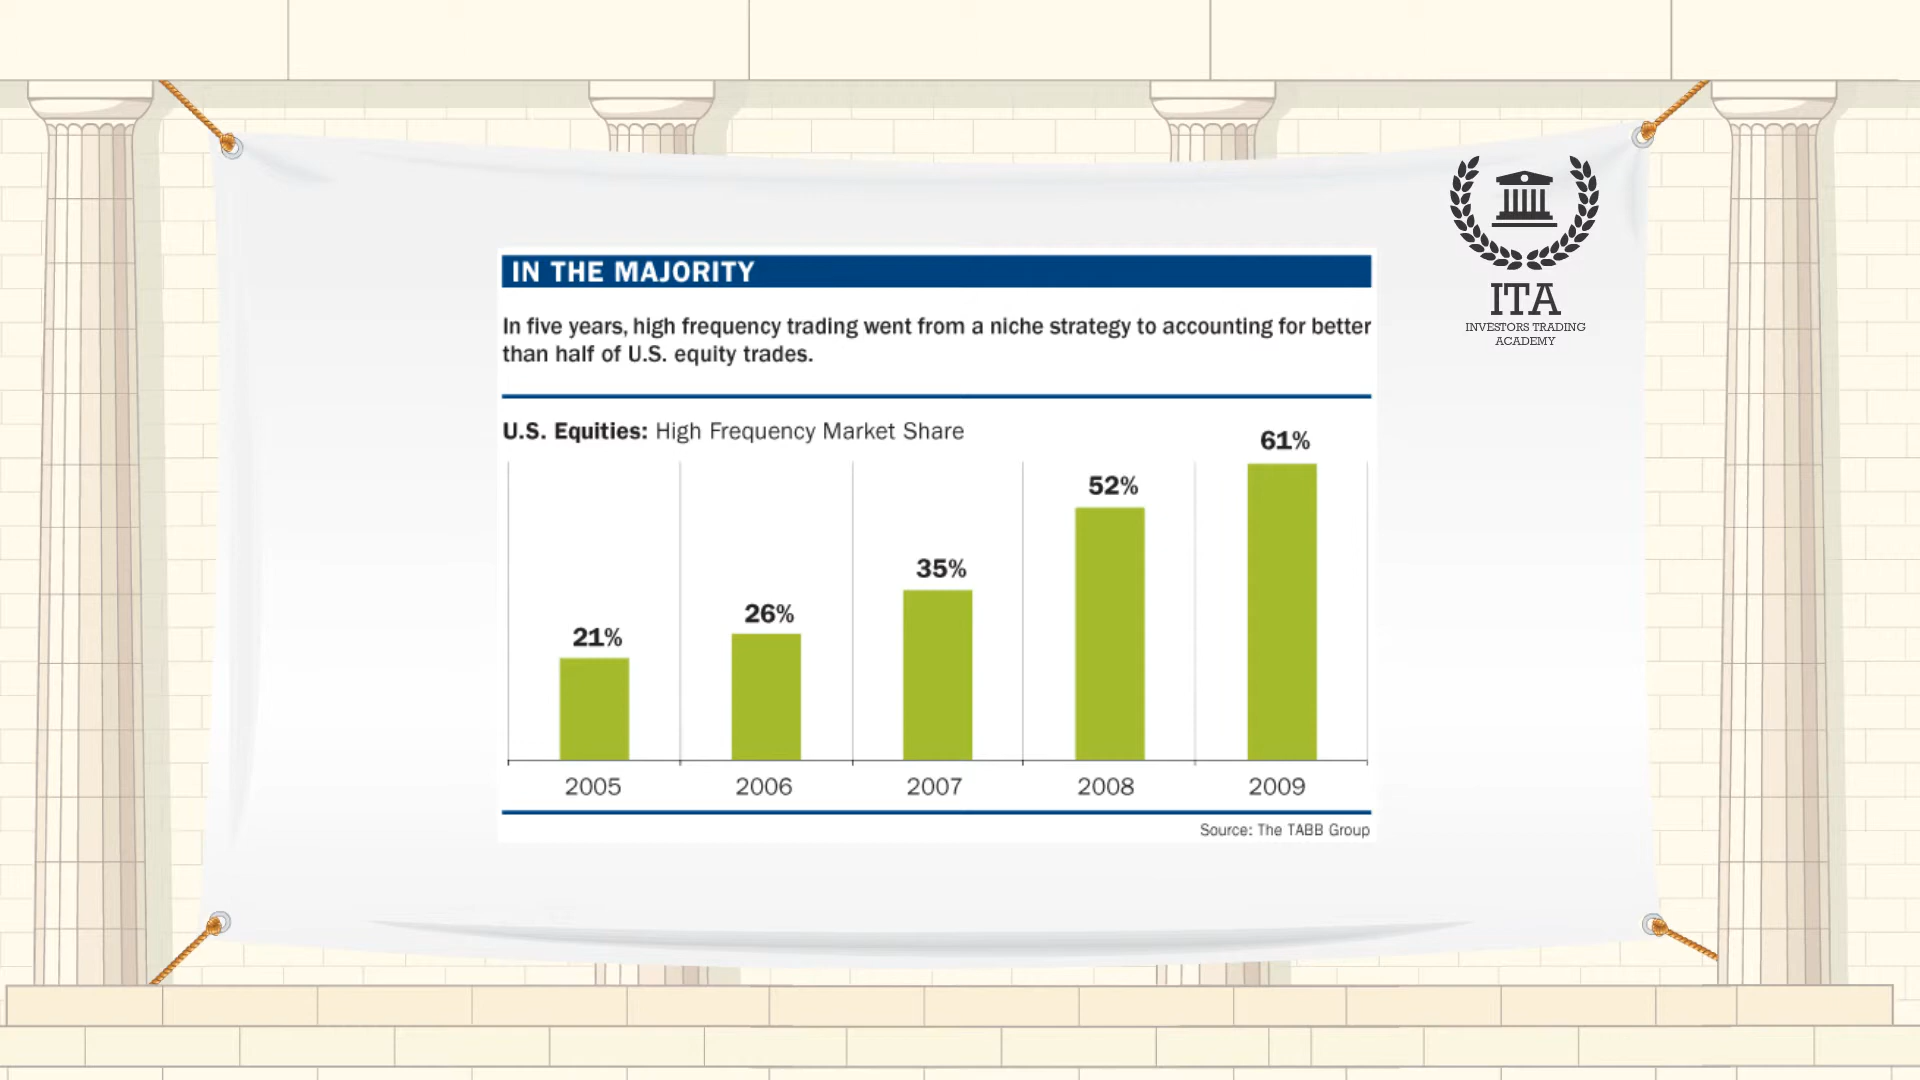 IN THE MAJORITY
In five years, high frequency trading went from a niche strategy to accounting for better
than half of U.S. equity trades.
U.S. Equities: High Frequency Market Share
21%
26%
35%
52%
61%
2005
2006
2007
2008
2009
Source: The TABB Group
ITA
INVESTORS TRADING
ACADEMY